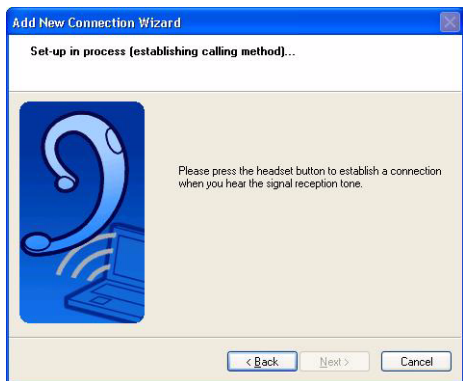 Add New Connection Wizard
Set-up in process (establishing calling method)...
Please press the headset button to establish a connection
when you hear the signal reception tone.
< Back
Next >
Cancel